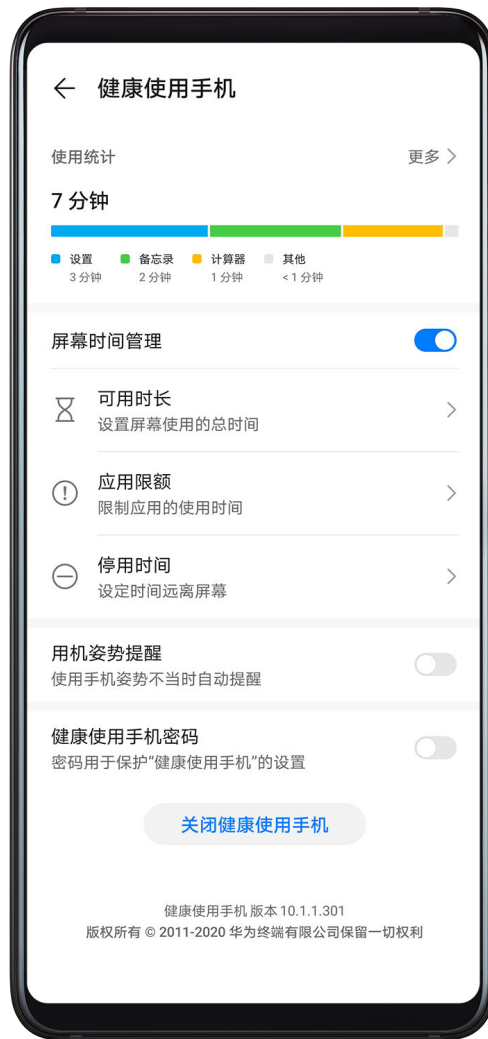 健康使用手机
使用统计 更多
7 分钟
设置 备忘录 计算器 其他
3 分钟 2 分钟 1 分钟 < 1 分钟
屏幕时间管理
可用时长
设置屏幕使用的总时间
应用限额
限制应用的使用时间
停用时间
设定时间远离屏幕
用机姿势提醒
使用手机姿势不当时自动提醒
健康使用手机密码
密码用于保护“健康使用手机”的设置
关闭健康使用手机
健康使用手机 版本 10.1.1.301
版权所有 © 2011-2020 华为终端有限公司保留一切权利